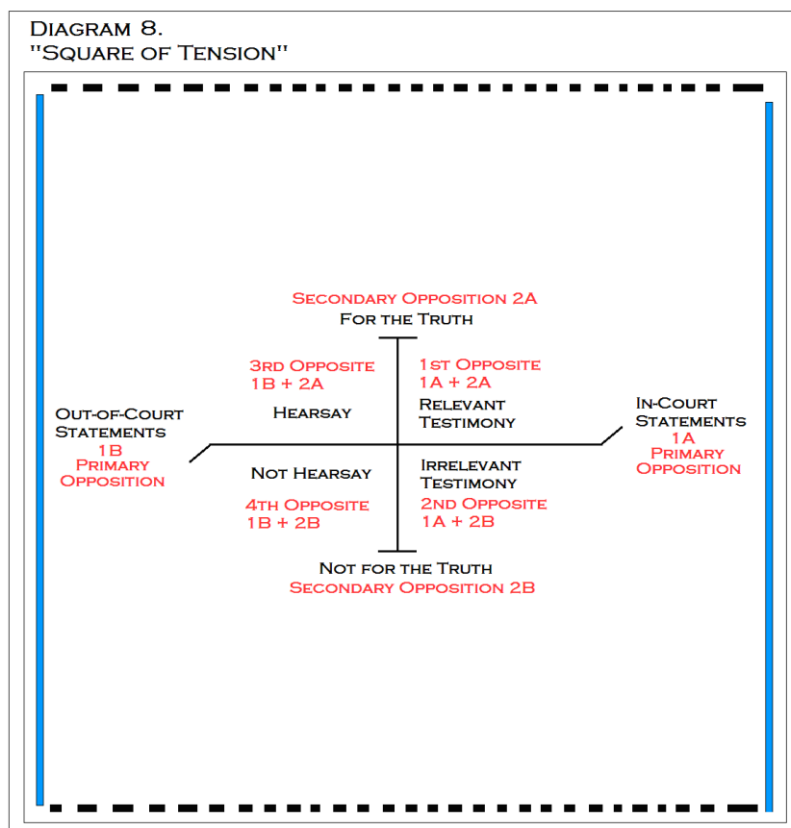 DIAGRAM 8.
"SQUARE OF TENSION"
SECONDARY OPPOSITION 2A
FOR THE TRUTH
3RD OPPOSITE
1B + 2A
HEARSAY
1ST OPPOSITE
1A + 2A
RELEVANT
TESTIMONY
OUT-OF-COURT
STATEMENTS
1B
PRIMARY
OPPOSITION
IN-COURT
STATEMENTS
1A
PRIMARY
OPPOSITION
NOT HEARSAY
4TH OPPOSITE
1B + 2B
IRRELEVANT
TESTIMONY
2ND OPPOSITE
1A + 2B
NOT FOR THE TRUTH
SECONDARY OPPOSITION 2B